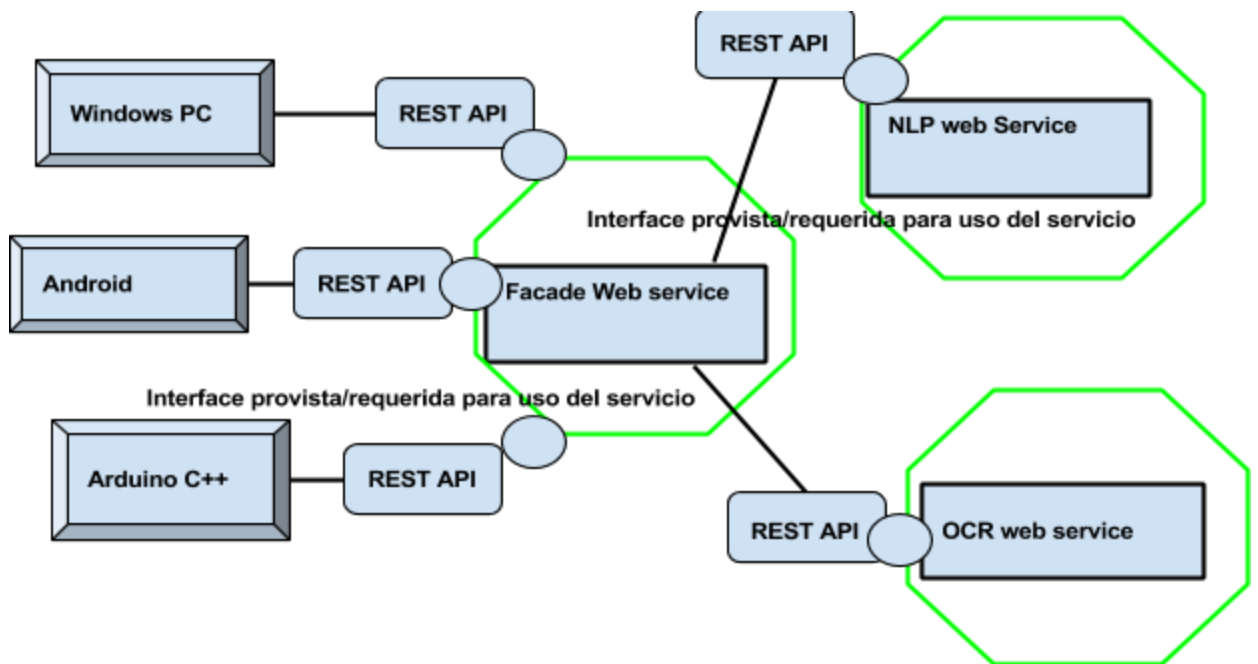 REST API
Windows PC
REST API
NLP web Service
Interface provista/requerida para uso del servicio
Android
REST API
Facade Web service
Interface provista/requerida para uso del servicio
Arduino C++
REST API
REST API
OCR web service